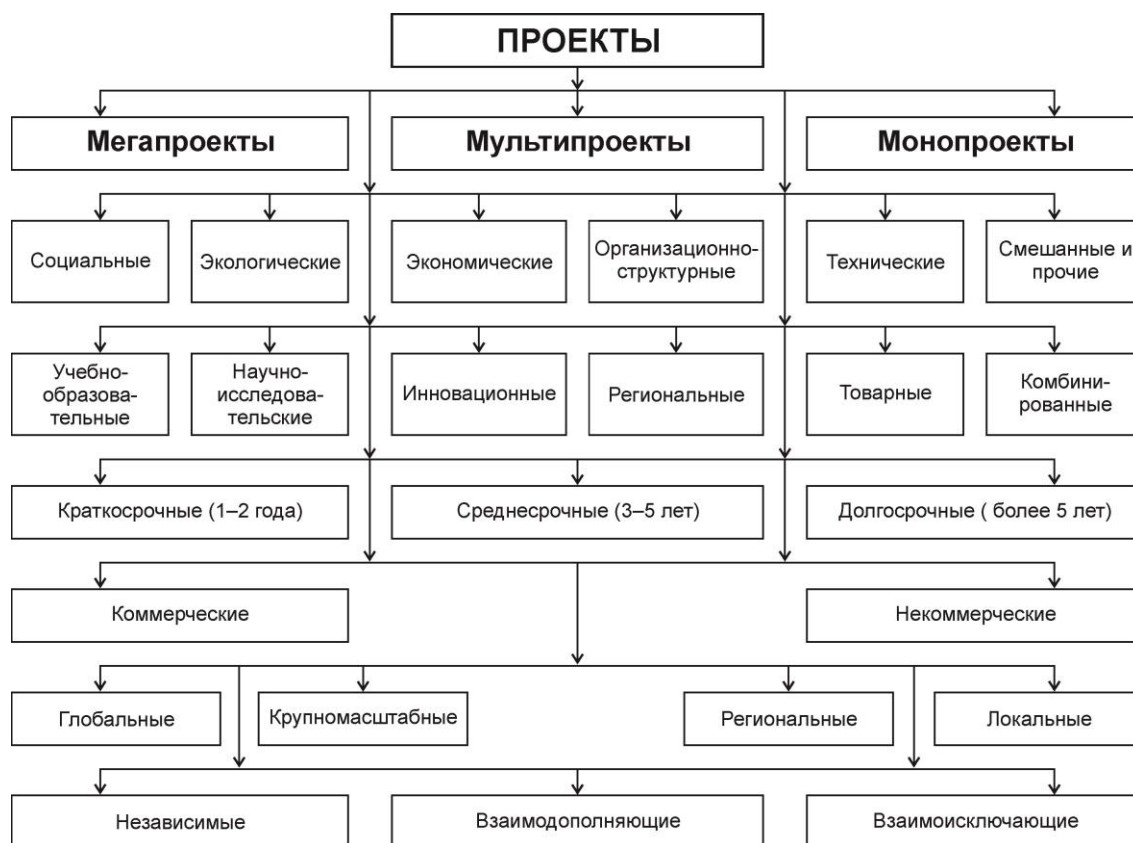 ПРОЕКТЫ
Мегапроекты
Мультипроекты
Монопроекты
Социальные
Экологические
Экономические
Организационно-
структурные
Технические
Смешанные и
прочие
Учебно-
образова-
тельные
Научно-
исследова-
тельские
Инновационные
Региональные
Товарные
Комбини-
рованные
Краткосрочные (1–2 года)
Среднесрочные (3–5 лет)
Долгосрочные ( более 5 лет)
Коммерческие
Некоммерческие
Глобальные
Крупномасштабные
Региональные
Локальные
Независимые
Взаимодополняющие
Взаимоисключающие